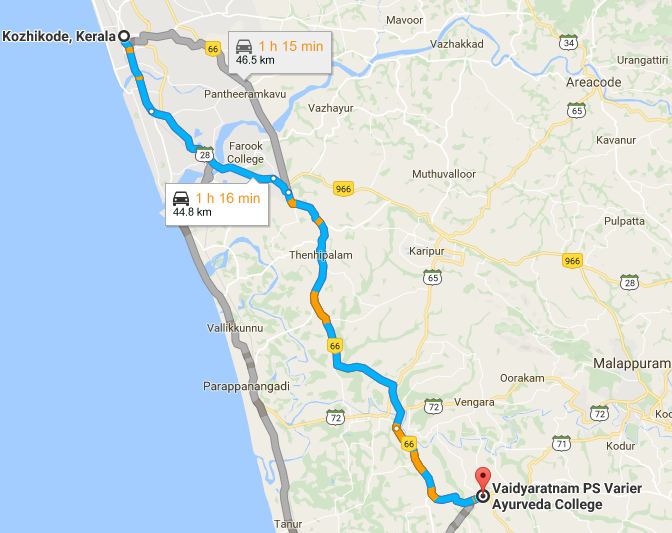 Mavoor
34
Kozhikode, Kerala
66
1 h 15 min
46.5 km
Vazhakkad
Urangattiri
Areacode
Pantheeramkavu
Vazhayur
65
Farook
College
Kavanur
28
Muthuvalloor
966
1 h 16 min
44.8 km
Pulpatta
Thenhipalam
Karipur
966
65
28
Vallikkunnu
66
Malappuram
Parappanangadi
Oorakam
72
72
Vengara
72
Koo
66
71
Kodur
Vaidyaratnam PS Varier
Ayurveda College
Tanur